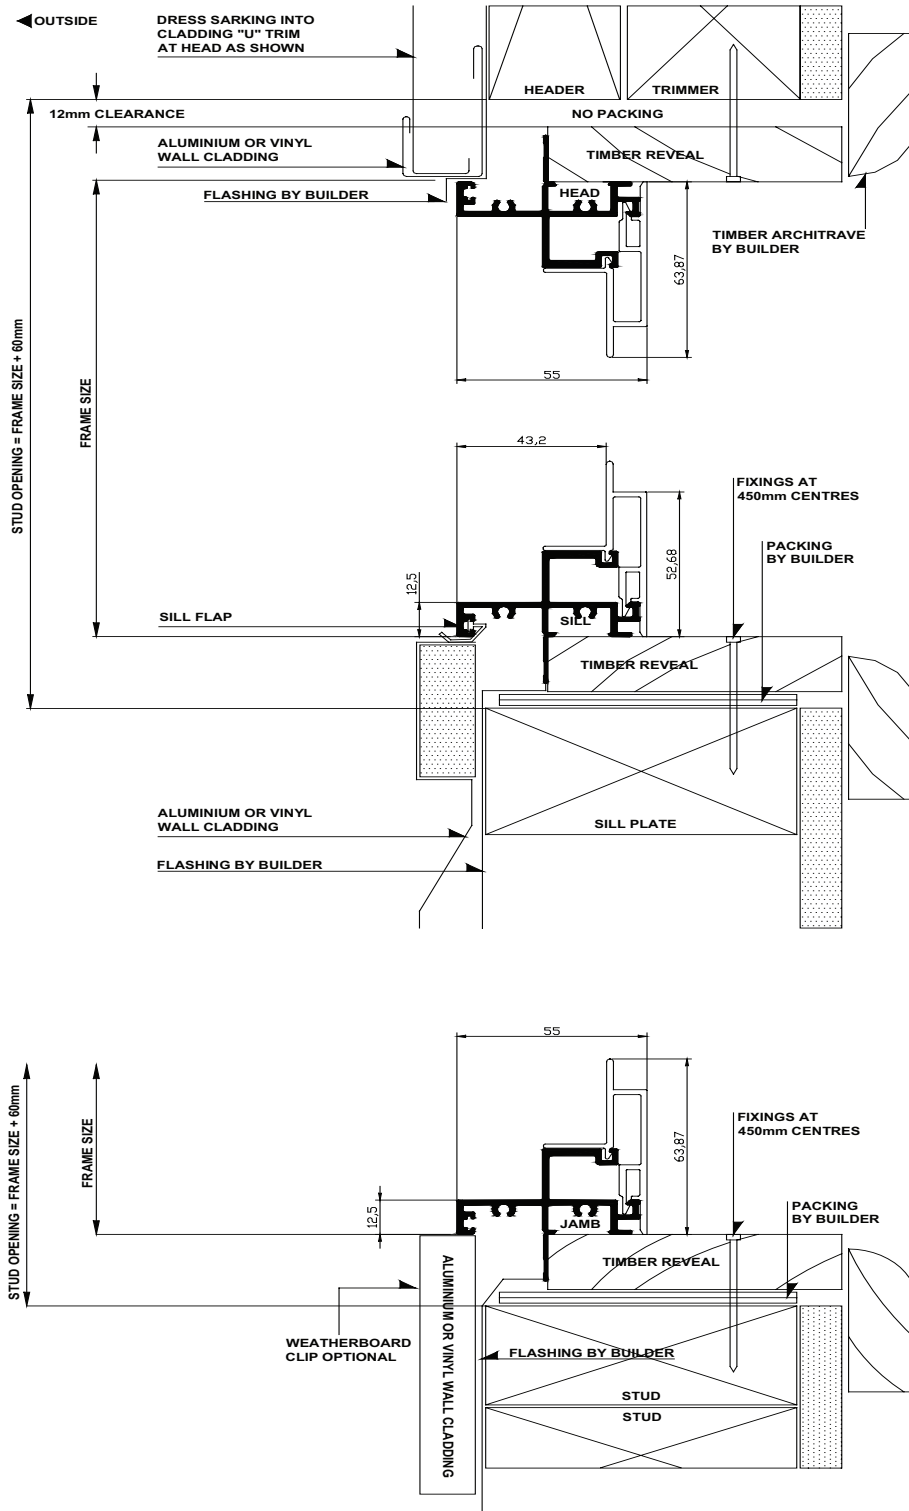 OUTSIDE
DRESS SARKING INTO
CLADDING "U" TRIM
AT HEAD AS SHOWN
HEADER
TRIMMER
12mm CLEARANCE
NO PACKING
ALUMINIUM OR VINYL
WALL CLADDING
TIMBER REVEAL
FLASHING BY BUILDER
HEAD
TIMBER ARCHITRAVE
BY BUILDER
63,87
55
STUD OPENING = FRAME SIZE + 60mm
FRAME SIZE
43,2
FIXINGS AT
450mm CENTRES
PACKING
BY BUILDER
52,68
12,5
SILL FLAP
SILL
TIMBER REVEAL
ALUMINIUM OR VINYL
WALL CLADDING
SILL PLATE
FLASHING BY BUILDER
55
STUD OPENING = FRAME SIZE + 60mm
FRAME SIZE
FIXINGS AT
450mm CENTRES
63,87
12,5
JAMB
PACKING
BY BUILDER
TIMBER REVEAL
ALUMINIUM OR VINYL WALL CLADDING
WEATHERBOARD
CLIP OPTIONAL
FLASHING BY BUILDER
STUD
STUD